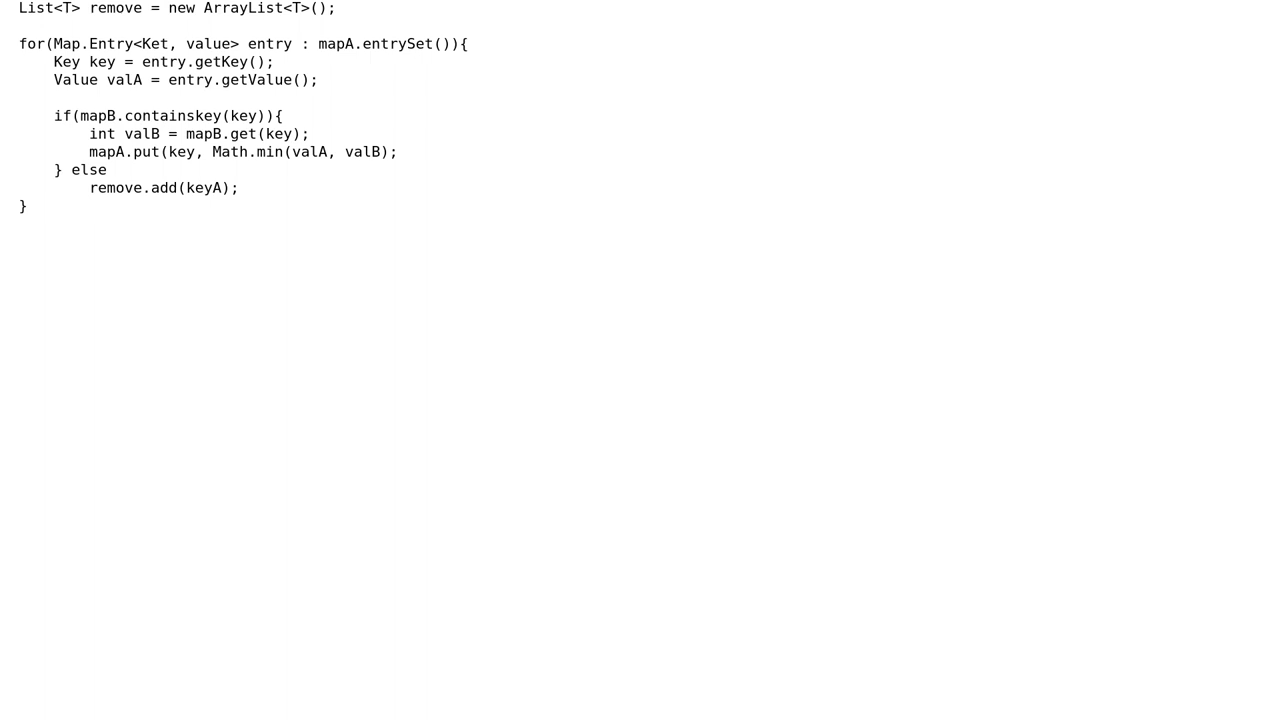 List<T> remove = new ArrayList<T>();
for(Map.Entry<Ket, value> entry : mapA.entrySet()){
Key key = entry.getKey();
Value valA = entry.getValue();
if(mapB.containskey(key)){
int valB = mapB.get(key);
mapA.put(key, Math.min(valA, valB);
} else
remove.add(keyA);
}